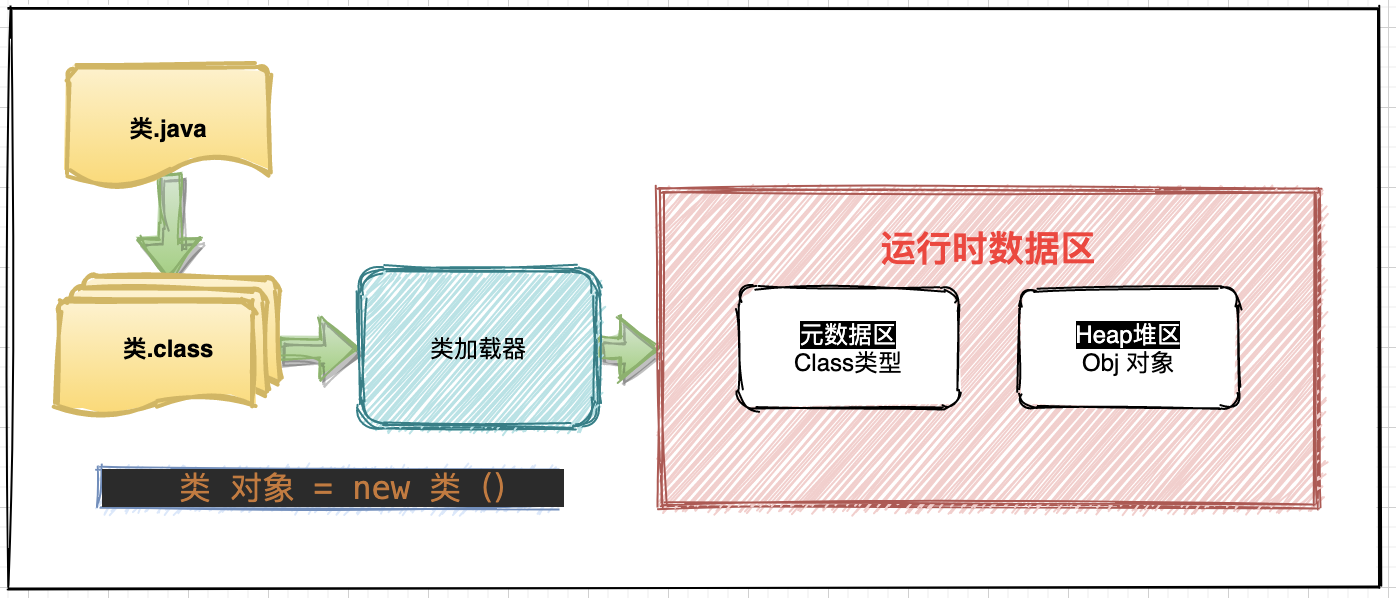 类.java
类.class
类加载器
运行时数据区
元数据区
Class类型
Heap堆区
Obj 对象
类 对象 = new 类 ()